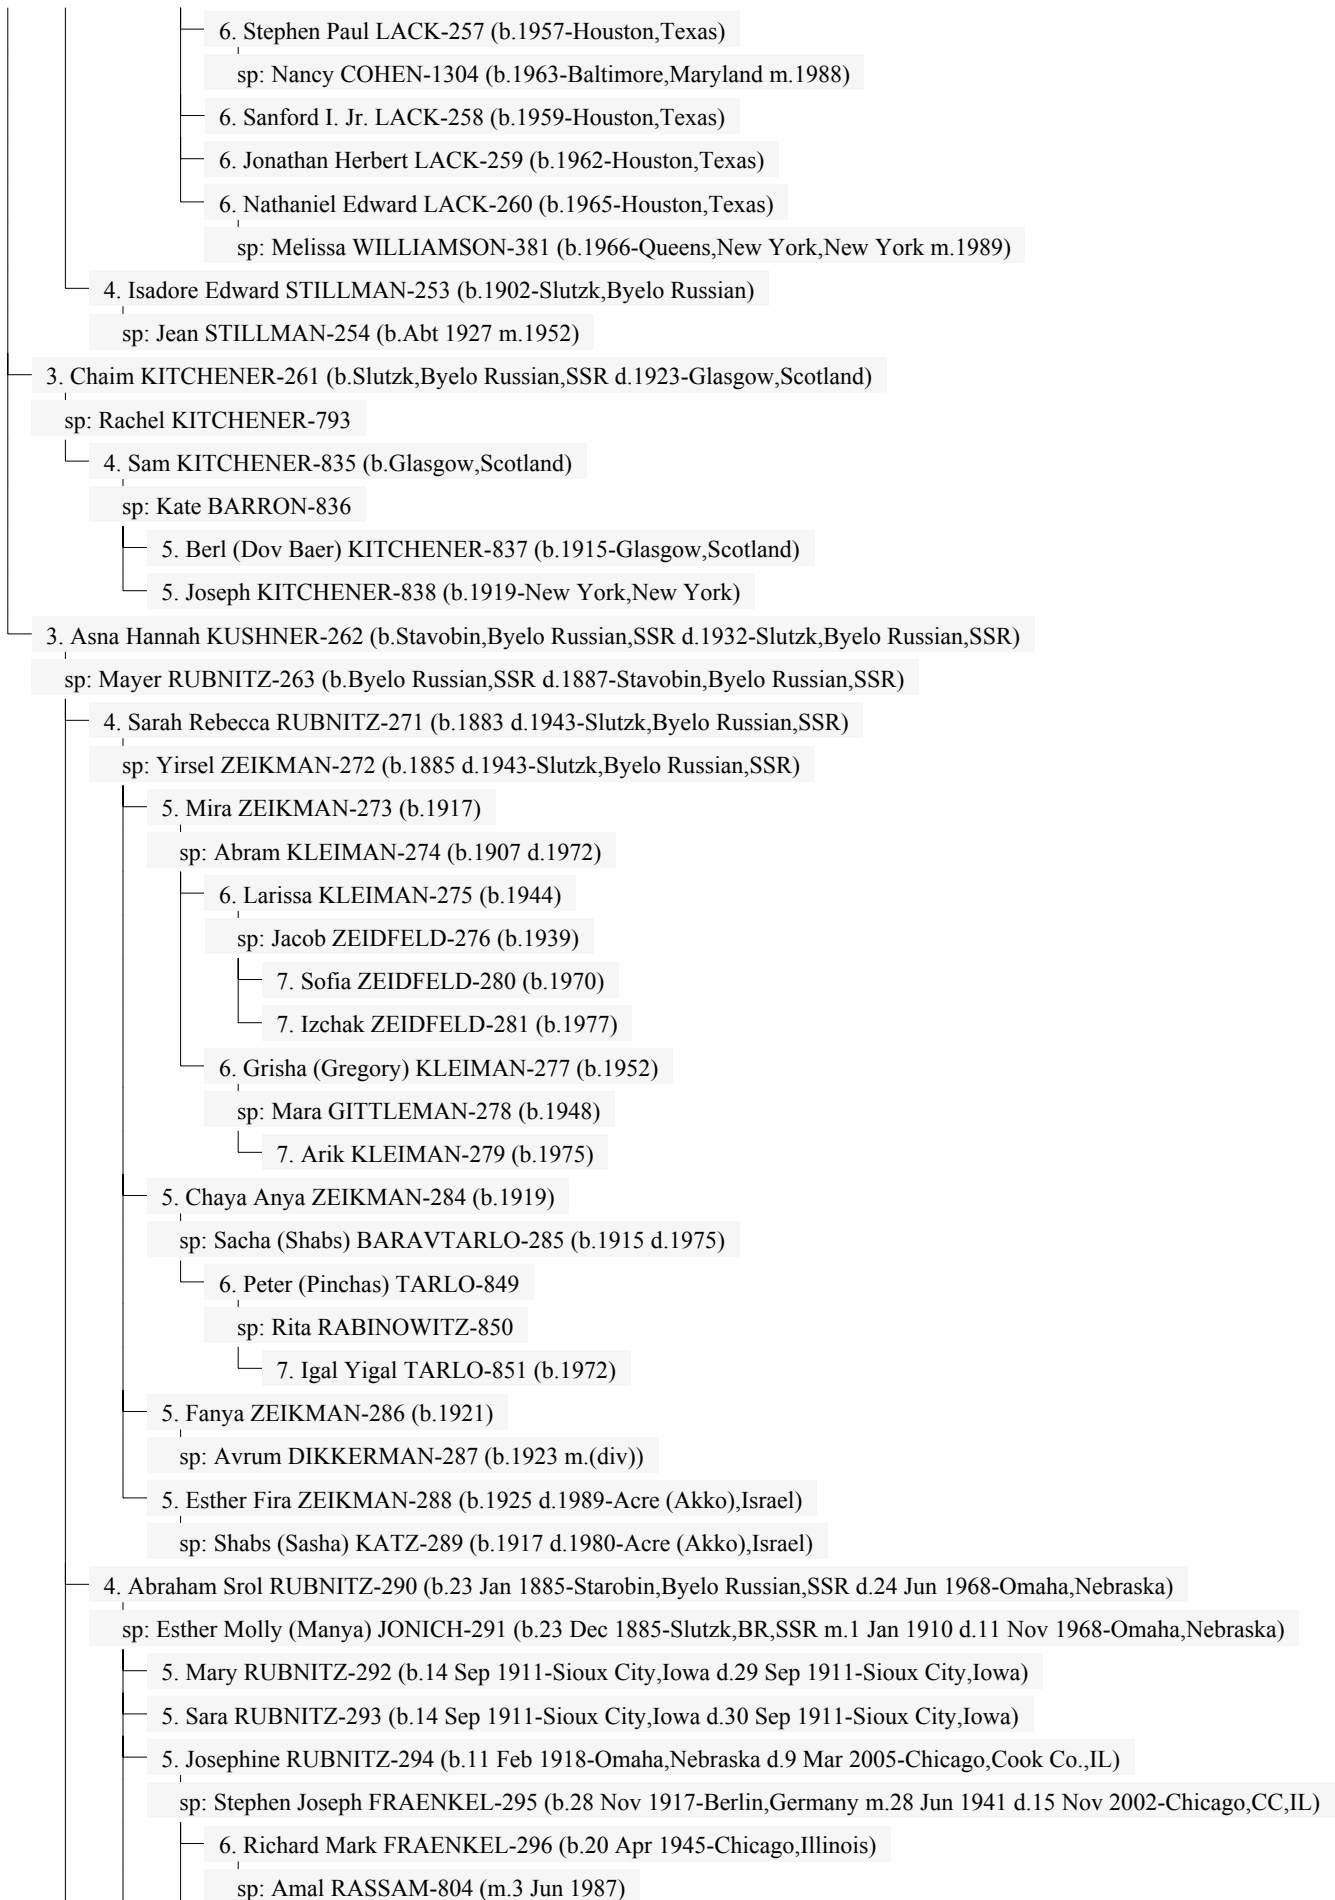 6. Stephen Paul LACK-257 (b.1957-Houston,Texas)
sp: Nancy COHEN-1304 (b.1963-Baltimore,Maryland m.1988)
6. Sanford I. Jr. LACK-258 (b.1959-Houston,Texas)
6. Jonathan Herbert LACK-259 (b.1962-Houston,Texas)
6. Nathaniel Edward LACK-260 (b.1965-Houston,Texas)
sp: Melissa WILLIAMSON-381 (b.1966-Queens,New York,New York m.1989)
4. Isadore Edward STILLMAN-253 (b.1902-Slutzk,Byelo Russian)
sp: Jean STILLMAN-254 (b.Abt 1927 m.1952)
3. Chaim KITCHENER-261 (b.Slutzk,Byelo Russian,SSR d.1923-Glasgow,Scotland)
sp: Rachel KITCHENER-793
4. Sam KITCHENER-835 (b.Glasgow,Scotland)
sp: Kate BARRON-836
5. Berl (Dov Baer) KITCHENER-837 (b.1915-Glasgow,Scotland)
5. Joseph KITCHENER-838 (b.1919-New York,New York)
3. Asna Hannah KUSHNER-262 (b.Stavobin,Byelo Russian,SSR d.1932-Slutzk,Byelo Russian,SSR)
sp: Mayer RUBNITZ-263 (b.Byelo Russian,SSR d.1887-Stavobin,Byelo Russian,SSR)
4. Sarah Rebecca RUBNITZ-271 (b.1883 d.1943-Slutzk,Byelo Russian,SSR)
sp: Yirsel ZEIKMAN-272 (b.1885 d.1943-Slutzk,Byelo Russian,SSR)
5. Mira ZEIKMAN-273 (b.1917)
sp: Abram KLEIMAN-274 (b.1907 d.1972)
6. Larissa KLEIMAN-275 (b.1944)
sp: Jacob ZEIDFELD-276 (b.1939)
7. Sofia ZEIDFELD-280 (b.1970)
7. Izchak ZEIDFELD-281 (b.1977)
6. Grisha (Gregory) KLEIMAN-277 (b.1952)
sp: Mara GITTLEMAN-278 (b.1948)
7. Arik KLEIMAN-279 (b.1975)
5. Chaya Anya ZEIKMAN-284 (b.1919)
sp: Sacha (Shabs) BARAVTARLO-285 (b.1915 d.1975)
6. Peter (Pinchas) TARLO-849
sp: Rita RABINOWITZ-850
7. Igal Yigal TARLO-851 (b.1972)
5. Fanya ZEIKMAN-286 (b.1921)
sp: Avrum DIKKERMAN-287 (b.1923 m.(div))
5. Esther Fira ZEIKMAN-288 (b.1925 d.1989-Acre (Akko),Israel)
sp: Shabs (Sasha) KATZ-289 (b.1917 d.1980-Acre (Akko),Israel)
4. Abraham Srol RUBNITZ-290 (b.23 Jan 1885-Starobin,Byelo Russian,SSR d.24 Jun 1968-Omaha,Nebraska)
sp: Esther Molly (Manya) JONICH-291 (b.23 Dec 1885-Slutzk,BR,SSR m.1 Jan 1910 d.11 Nov 1968-Omaha,Nebraska)
5. Mary RUBNITZ-292 (b.14 Sep 1911-Sioux City,Iowa d.29 Sep 1911-Sioux City,Iowa)
5. Sara RUBNITZ-293 (b.14 Sep 1911-Sioux City,Iowa d.30 Sep 1911-Sioux City,Iowa)
5. Josephine RUBNITZ-294 (b.11 Feb 1918-Omaha,Nebraska d.9 Mar 2005-Chicago,Cook Co.,IL)
sp: Stephen Joseph FRAENKEL-295 (b.28 Nov 1917-Berlin,Germany m.28 Jun 1941 d.15 Nov 2002-Chicago,CC,IL)
6. Richard Mark FRAENKEL-296 (b.20 Apr 1945-Chicago,Illinois)
sp: Amal RASSAM-804 (m.3 Jun 1987)